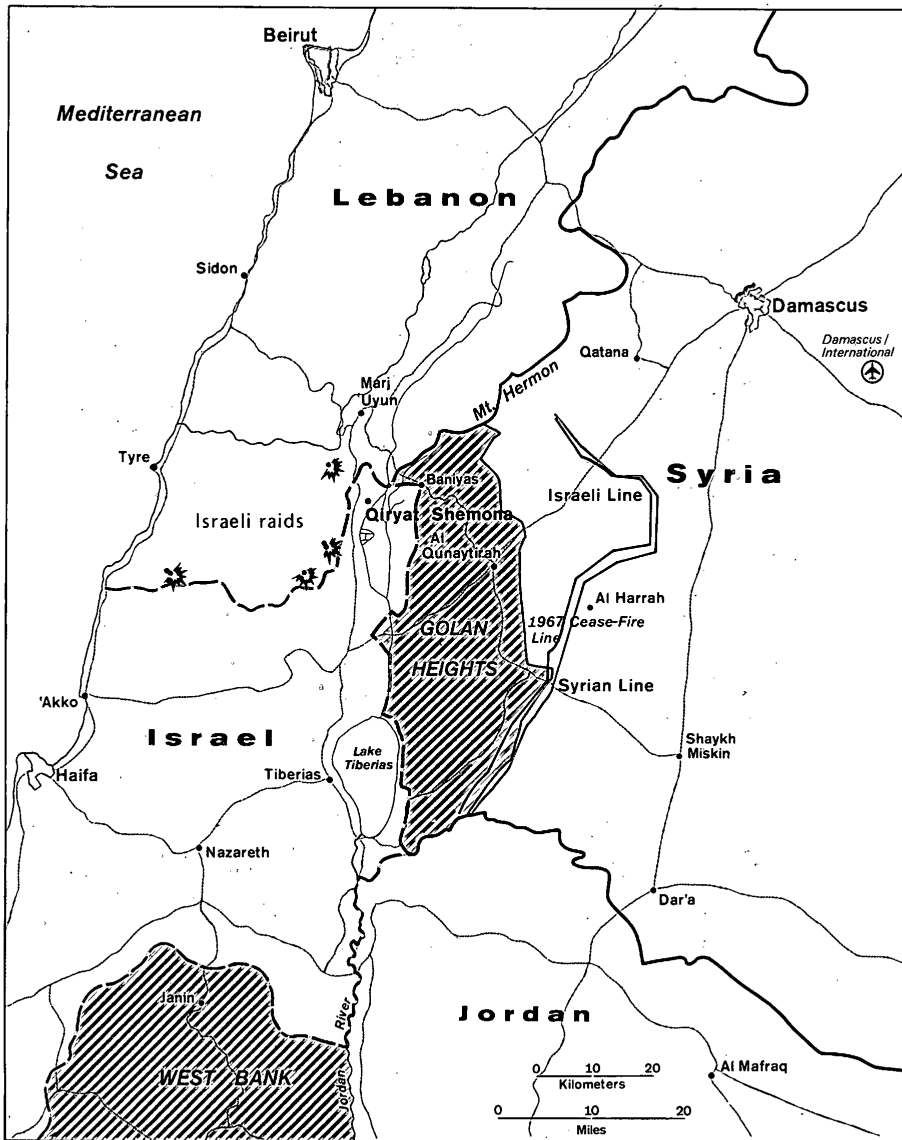 Beirut
Mediterranean
Sea
Lebanon
Sidon
Damascus
Damascus /
International
Qatana
Mt. Hermon
Marj
Uyun
Tyre
Syria
Baniyas
Israeli Line
Israeli raids
Qiryat Shemona
Al
Qunaytirah
Al Harrah
1967 Cease-Fire
Line
GOLAN
HEIGHTS
Syrian Line
'Akko
Israel
Shaykh
Miskin
Lake
Tiberias
Haifa
Tiberias
Nazareth
Dar'a
Janin
Jordan River
Jordan
WEST BANK
Al Mafraq
0 10 20
Kilometers
0 10 20
Miles